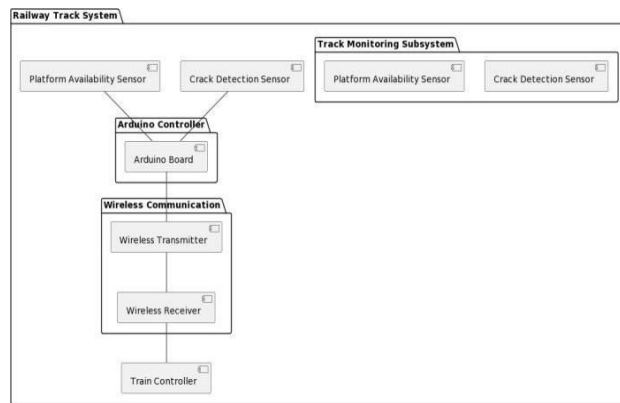 Railway Track System
Track Monitoring Subsystem
Platform Availability Sensor
Crack Detection Sensor
Platform Availability Sensor
Crack Detection Sensor
Arduino Controller
Arduino Board
Wireless Communication
Wireless Transmitter
Wireless Receiver
Train Controller